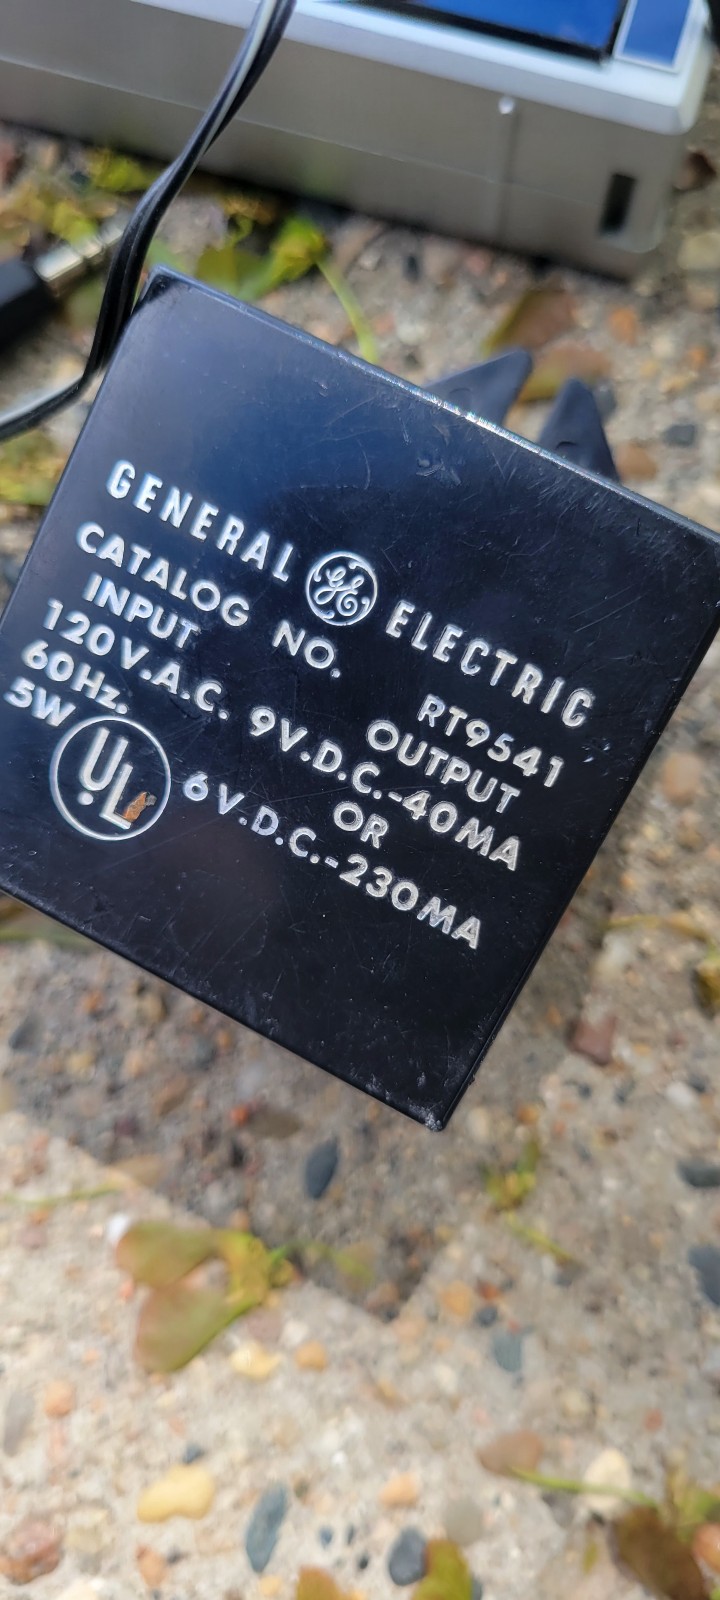 GENERAL GE ELECTRIC
CATALOG NO. RT9541
INPUT OUTPUT
120V.A.C. 9V.D.C.-40MA
60Hz. OR
5W UL 6V.D.C.-230MA